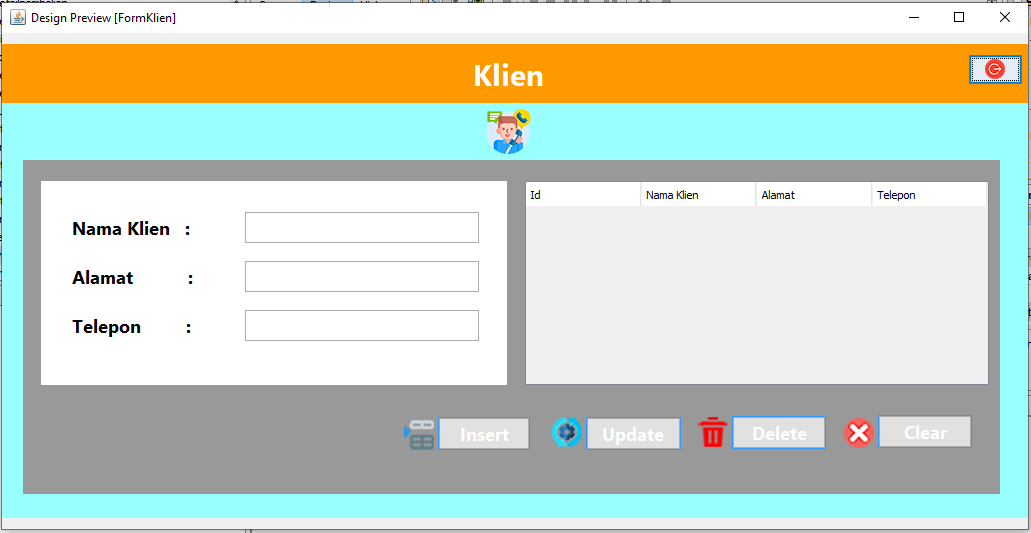 Design Preview [FormKlien]
Klien
Id Nama Klien Alamat Telepon
Nama Klien :
Alamat :
Telepon :
Insert Update Delete Clear